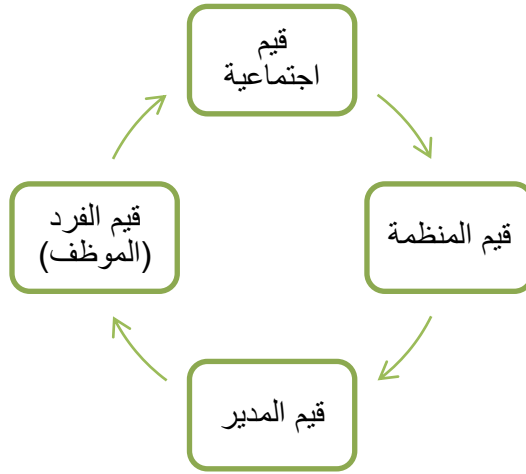 قيم
اجتماعية
قيم المنظمة
قيم المدير
قيم الفرد
(الموظف)